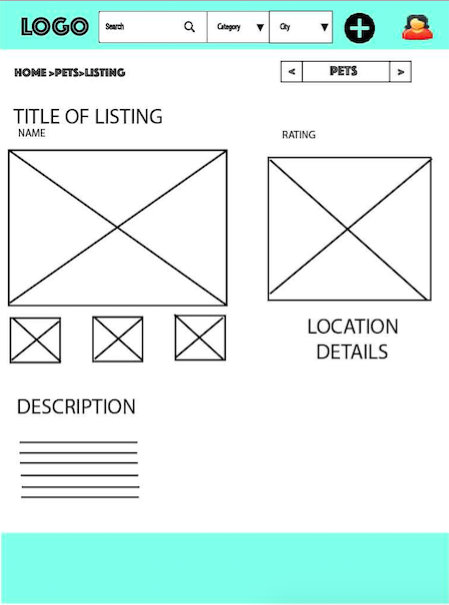 LOGO
Search
Category ▼
City ▼
HOME >PETS>LISTING
< PETS >
TITLE OF LISTING
NAME
RATING
LOCATION
DETAILS
DESCRIPTION